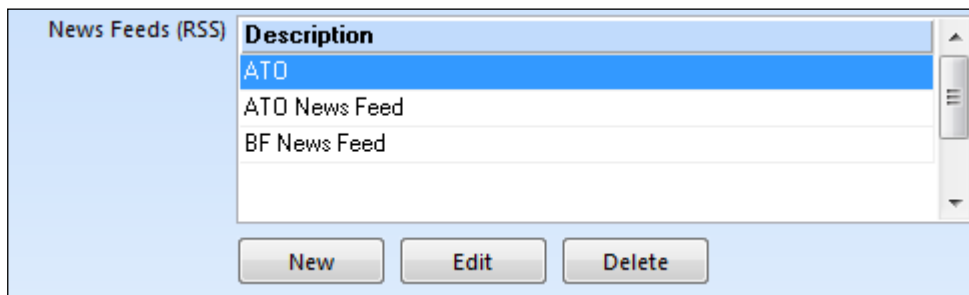 News Feeds (RSS)
Description
ATO
ATO News Feed
BF News Feed
New Edit Delete